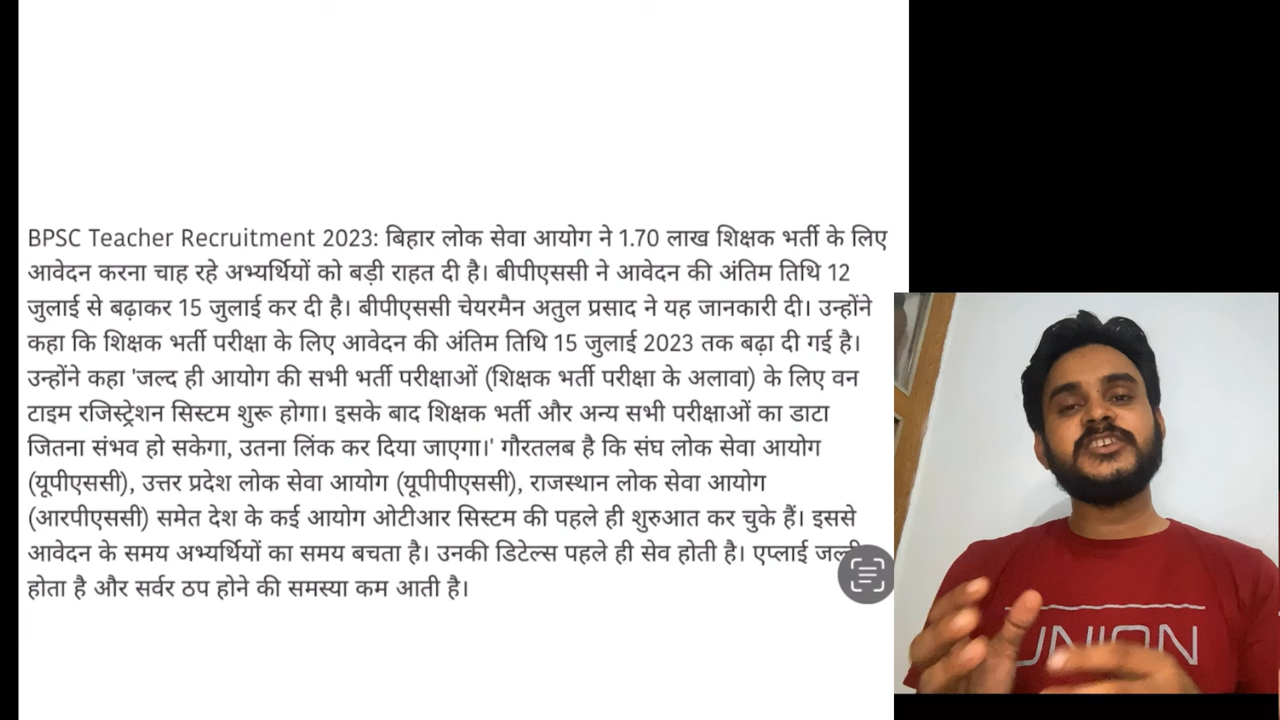 BPSC Teacher Recruitment 2023: बिहार लोक सेवा आयोग ने 1.70 लाख शिक्षक भर्ती के लिए
आवेदन करना चाह रहे अभ्यर्थियों को बड़ी राहत दी है। बीपीएससी ने आवेदन की अंतिम तिथि 12
जुलाई से बढ़ाकर 15 जुलाई कर दी है। बीपीएससी चेयरमैन अतुल प्रसाद ने यह जानकारी दी। उन्होंने
कहा कि शिक्षक भर्ती परीक्षा के लिए आवेदन की अंतिम तिथि 15 जुलाई 2023 तक बढ़ा दी गई है।
उन्होंने कहा 'जल्द ही आयोग की सभी भर्ती परीक्षाओं (शिक्षक भर्ती परीक्षा के अलावा) के लिए वन
टाइम रजिस्ट्रेशन सिस्टम शुरू होगा। इसके बाद शिक्षक भर्ती और अन्य सभी परीक्षाओं का डाटा
जितना संभव हो सकेगा, उतना लिंक कर दिया जाएगा।' गौरतलब है कि संघ लोक सेवा आयोग
(यूपीएससी), उत्तर प्रदेश लोक सेवा आयोग (यूपीपीएससी), राजस्थान लोक सेवा आयोग
(आरपीएससी) समेत देश के कई आयोग ओटीआर सिस्टम की पहले ही शुरुआत कर चुके हैं। इससे
आवेदन के समय अभ्यर्थियों का समय बचता है। उनकी डिटेल्स पहले ही सेव होती है। एप्लाई
होता है और सर्वर ठप होने की समस्या कम आती है।
UNION